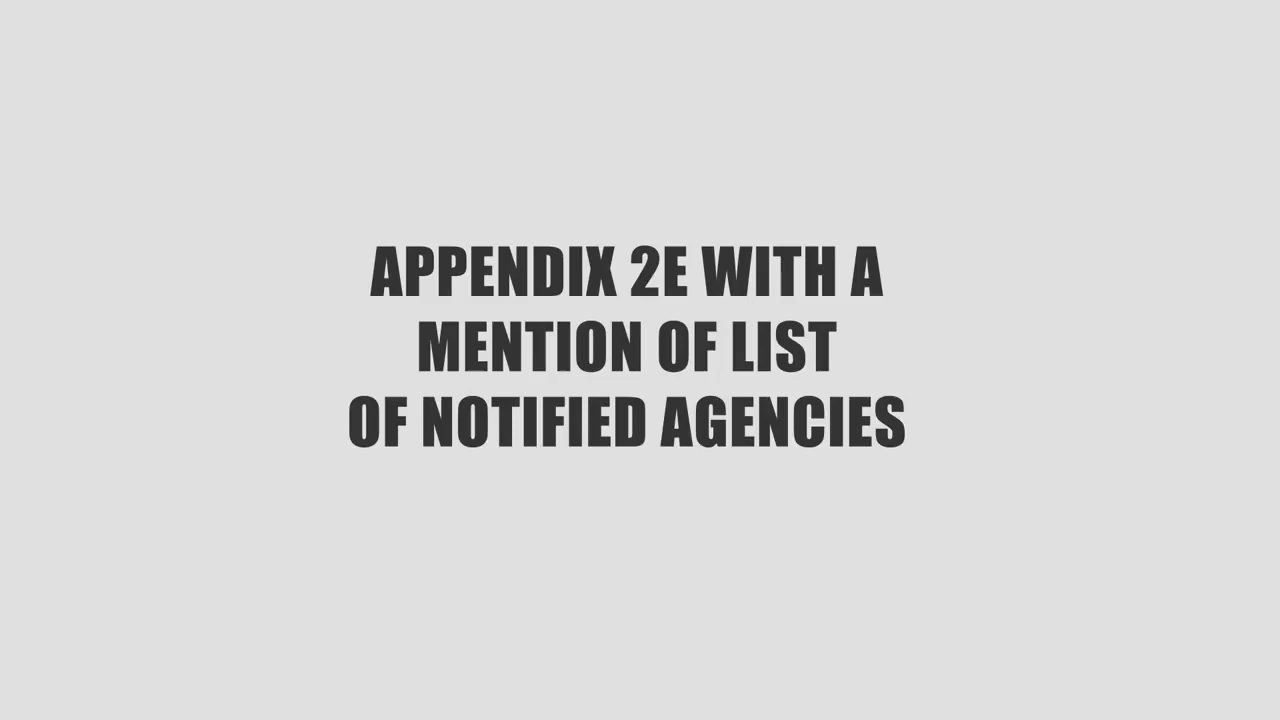 APPENDIX 2E WITH A
MENTION OF LIST
OF NOTIFIED AGENCIES